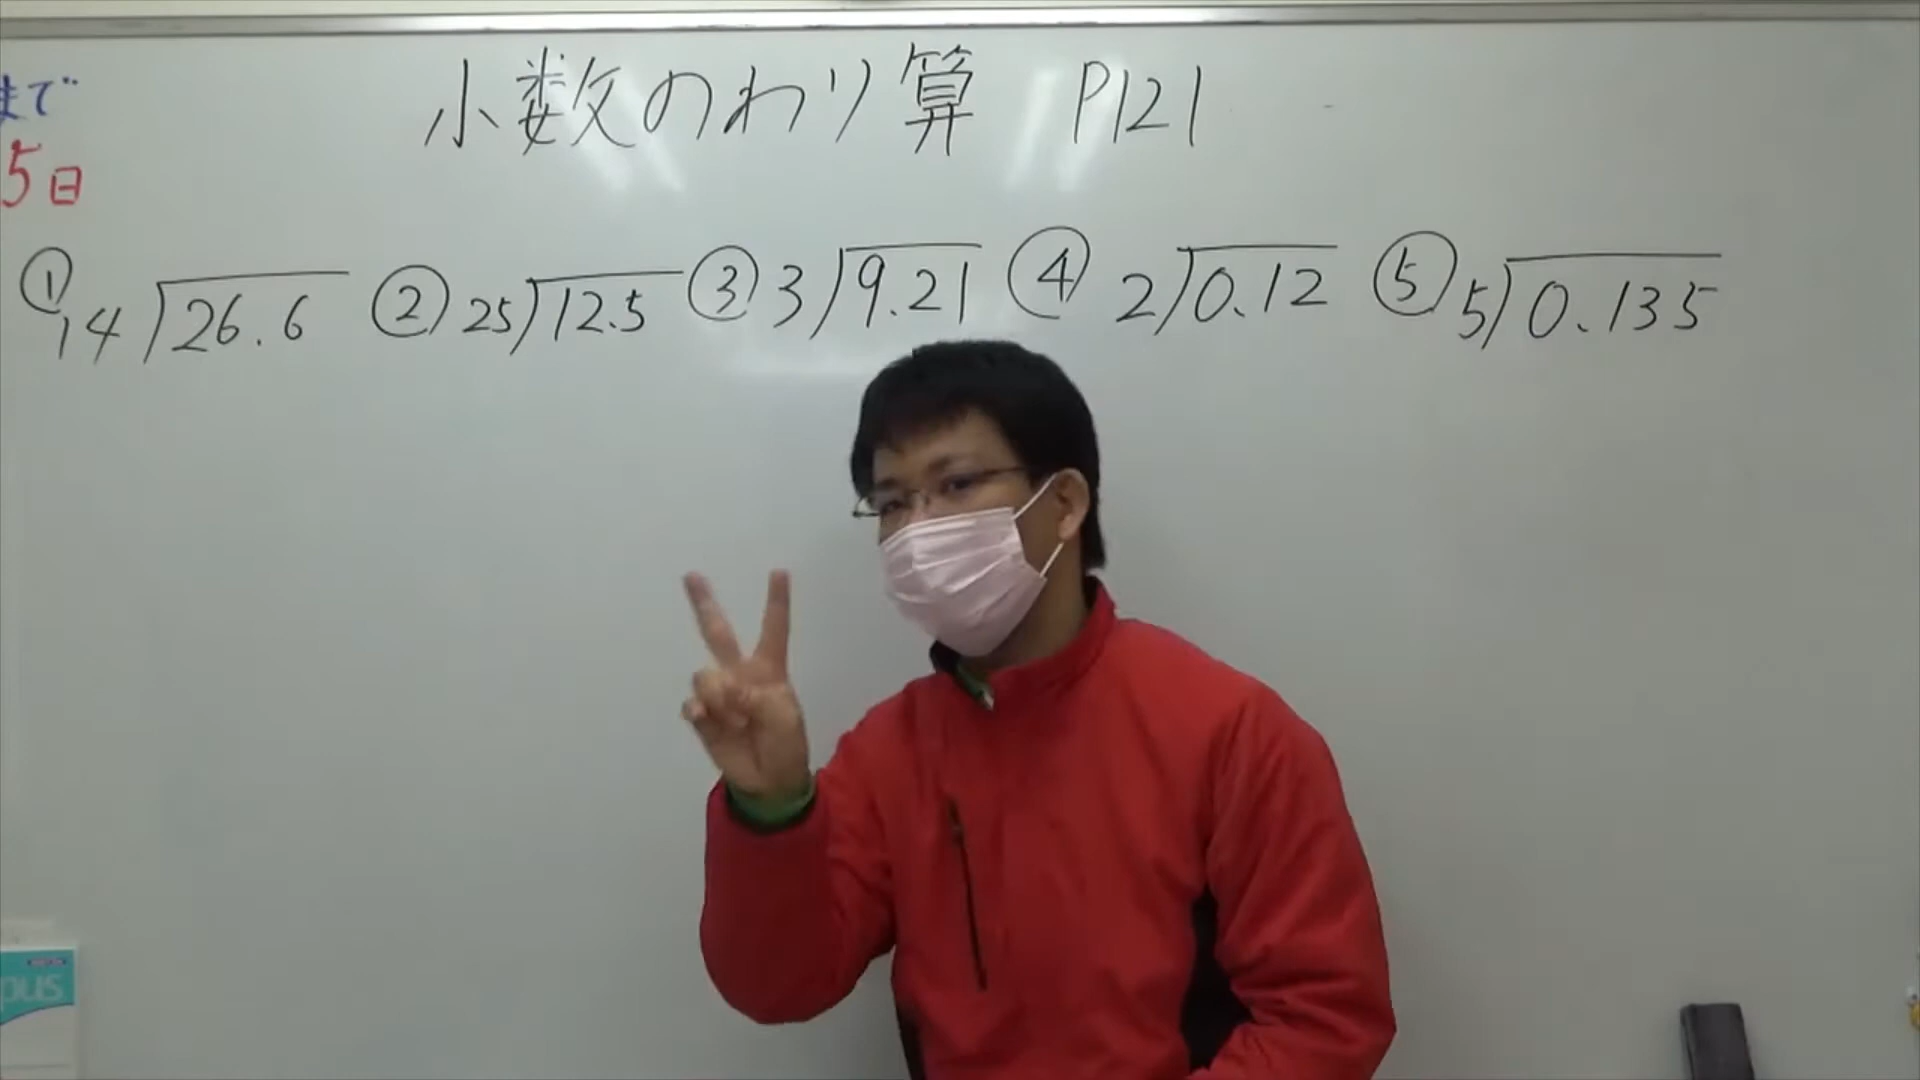 小数のわり算 P121
まで
5日
① 14)26.6 ② 25)12.5 ③ 3)9.21 ④ 2)0.12 ⑤ 5)0.135
pus